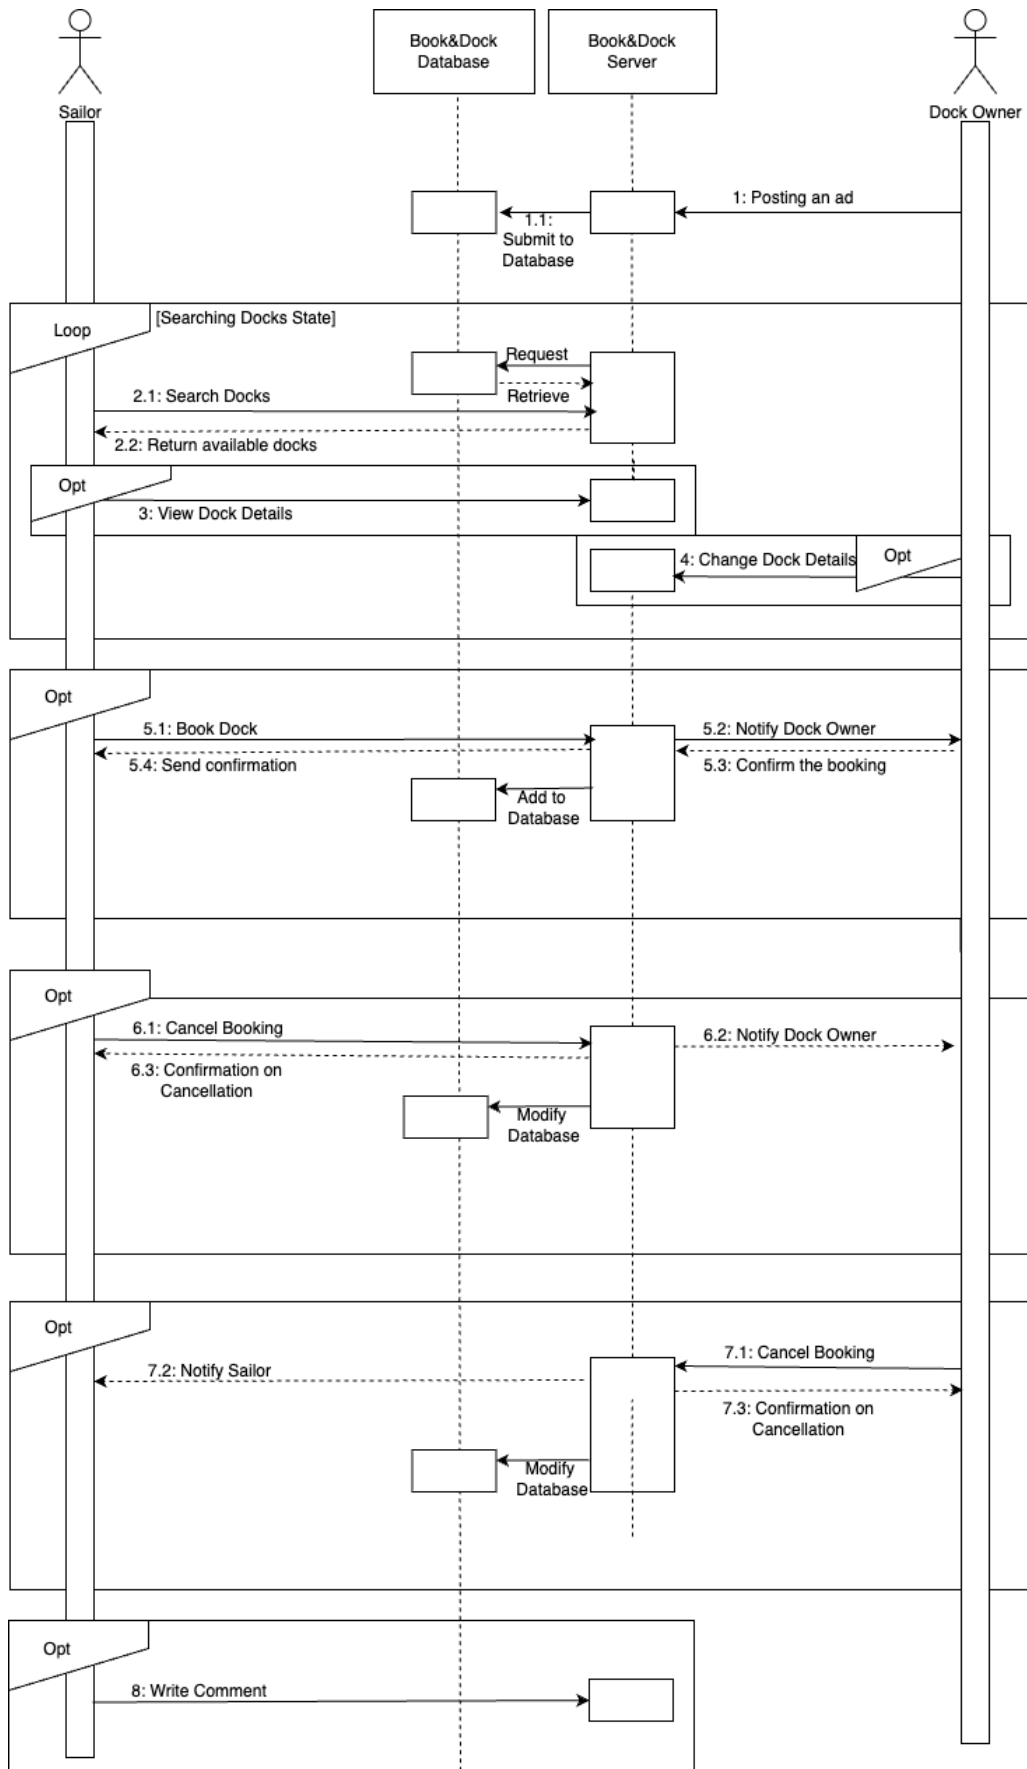 Book&Dock
Database
Book&Dock
Server
Sailor
Dock Owner
1: Posting an ad
1.1:
Submit to
Database
Loop
[Searching Docks State]
Request
Retrieve
2.1: Search Docks
2.2: Return available docks
Opt
3: View Dock Details
4: Change Dock Details
Opt
Opt
5.1: Book Dock
5.2: Notify Dock Owner
5.4: Send confirmation
5.3: Confirm the booking
Add to
Database
Opt
6.1: Cancel Booking
6.2: Notify Dock Owner
6.3: Confirmation on
Cancellation
Modify
Database
Opt
7.1: Cancel Booking
7.2: Notify Sailor
7.3: Confirmation on
Cancellation
Modify
Database
Opt
8: Write Comment